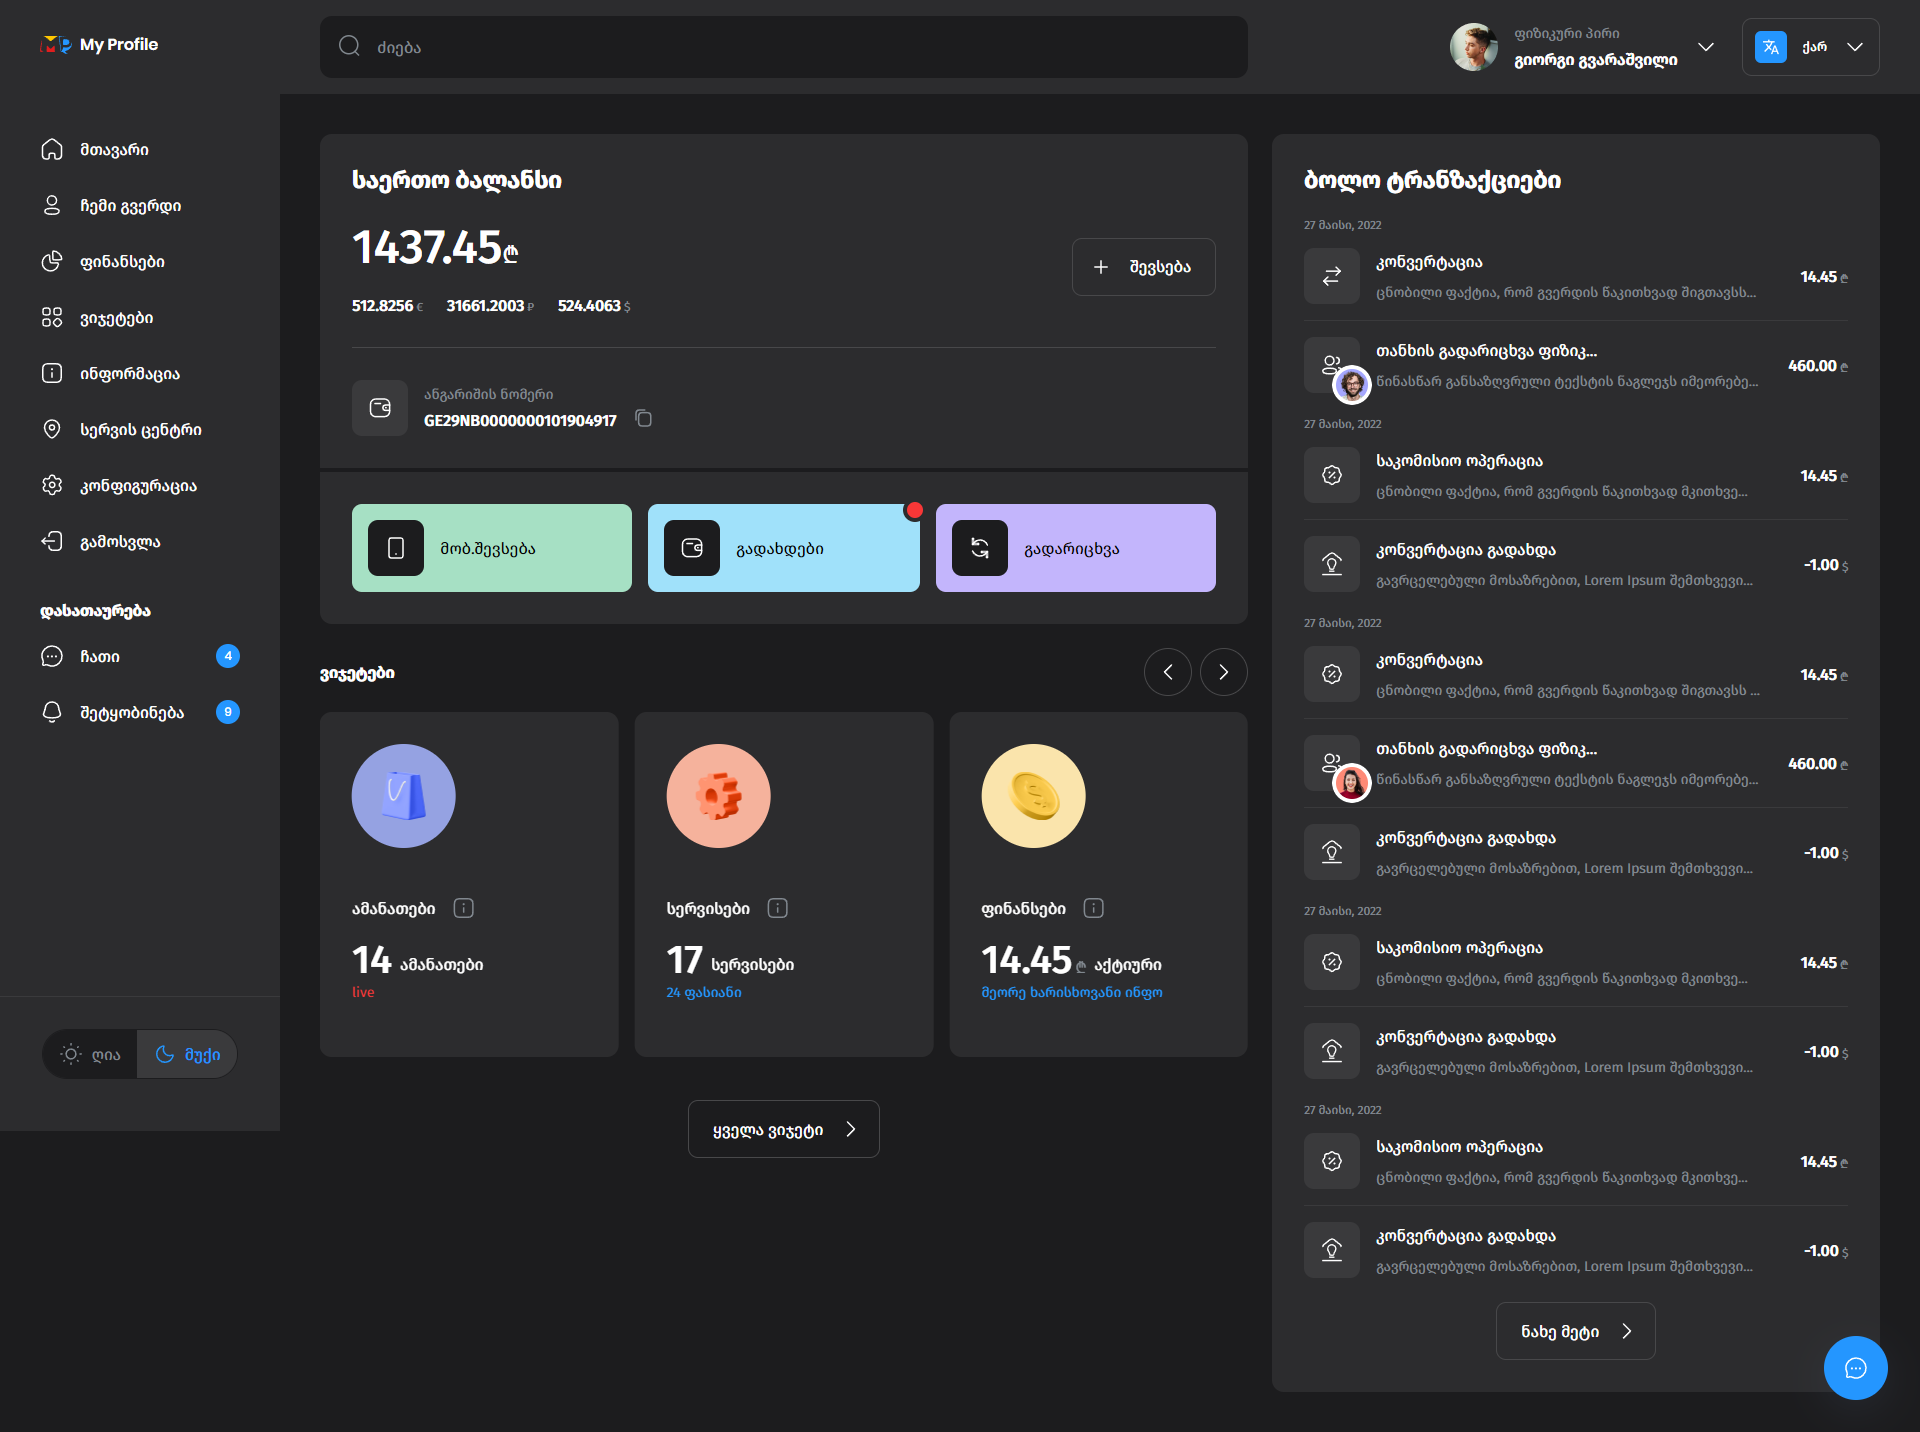 My Profile
ძიება
ფიზიკური პირი
გიორგი გვარაშვილი
ქარ
მთავარი
ჩემი გვერდი
ფინანსები
ვიჯეტები
ინფორმაცია
სერვის ცენტრი
კონფიგურაცია
გამოსვლა
დასათაურება
ჩათი 4
შეტყობინება 9
ღია
მუქი
საერთო ბალანსი
1437.45₾
შევსება
512.8256 € 31661.2003 ₽ 524.4063 $
ანგარიშის ნომერი
GE29NB0000000101904917
მობ.შევსება
გადახდები
გადარიცხვა
ვიჯეტები
ამანათები
14 ამანათები
live
სერვისები
17 სერვისები
24 ფასიანი
ფინანსები
14.45 ₾ აქტიური
მეორე ხარისხოვანი ინფო
ყველა ვიჯეტი
ბოლო ტრანზაქციები
27 მაისი, 2022
კონვერტაცია
ცნობილი ფაქტია, რომ გვერდის წაკითხვად შიგთავსს...
14.45 ₾
თანხის გადარიცხვა ფიზიკ...
წინასწარ განსაზღვრული ტექსტის ნაგლეჯს იმეორებე...
460.00 ₾
27 მაისი, 2022
საკომისიო ოპერაცია
ცნობილი ფაქტია, რომ გვერდის წაკითხვად მკითხვე...
14.45 ₾
კონვერტაცია გადახდა
გავრცელებული მოსაზრებით, Lorem Ipsum შემთხვევი...
-1.00 $
27 მაისი, 2022
კონვერტაცია
ცნობილი ფაქტია, რომ გვერდის წაკითხვად შიგთავსს ...
14.45 ₾
თანხის გადარიცხვა ფიზიკ...
წინასწარ განსაზღვრული ტექსტის ნაგლეჯს იმეორებე...
460.00 ₾
კონვერტაცია გადახდა
გავრცელებული მოსაზრებით, Lorem Ipsum შემთხვევი...
-1.00 $
27 მაისი, 2022
საკომისიო ოპერაცია
ცნობილი ფაქტია, რომ გვერდის წაკითხვად მკითხვე...
14.45 ₾
კონვერტაცია გადახდა
გავრცელებული მოსაზრებით, Lorem Ipsum შემთხვევი...
-1.00 $
27 მაისი, 2022
საკომისიო ოპერაცია
ცნობილი ფაქტია, რომ გვერდის წაკითხვად მკითხვე...
14.45 ₾
კონვერტაცია გადახდა
გავრცელებული მოსაზრებით, Lorem Ipsum შემთხვევი...
-1.00 $
ნახე მეტი